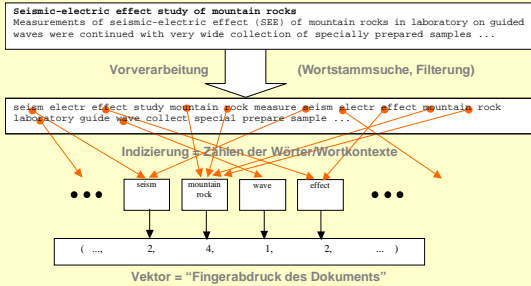 Seismic-electric effect study of mountain rocks
Measurements of seismic-electric effect (SEE) of mountain rocks in laboratory on guided
waves were continued with very wide collection of specially prepared samples ...
Vorverarbeitung (Wortstammsuche, Filterung)
seism electr effect study mountain rock measure seism electr effect mountain rock
laboratory guide wave collect special prepare sample ...
Indizierung = Zählen der Wörter/Wortkontexte
seism mountain rock wave effect
( ..., 2, 4, 1, 2, ... )
Vektor = “Fingerabdruck des Dokuments”